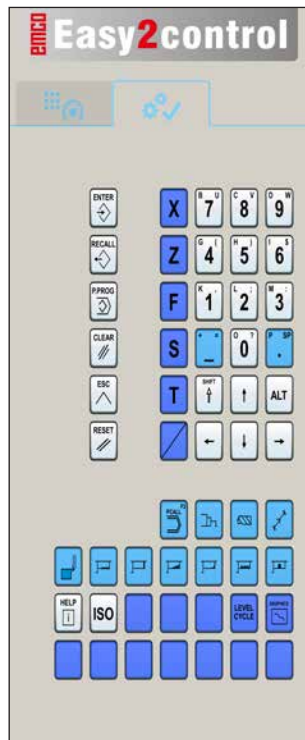 emco Easy2control
ENTER X B 7 U C 8 V D 9 W
RECALL Z G 4 ( H 5 ) I 6
P.PROG F K 1 , L 2 ; M 3 :
CLEAR S _ O 0 ? P . SP
ESC T SHIFT ALT
RESET /
PCALL
HELP i ISO LEVEL CYCLE GRAPHICS